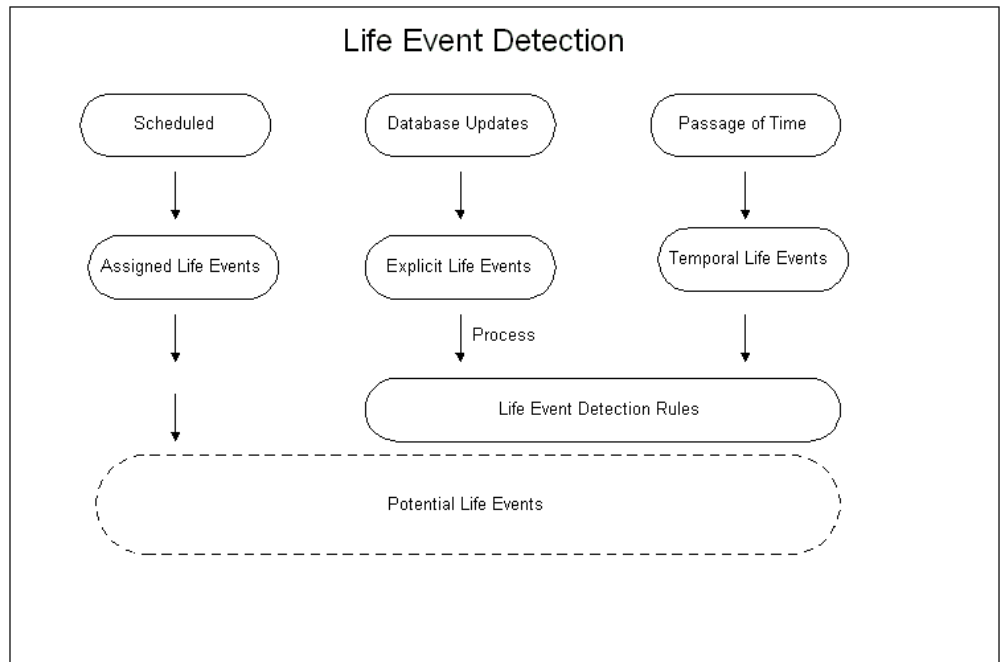 Life Event Detection
Scheduled
Database Updates
Passage of Time
Assigned Life Events
Explicit Life Events
Temporal Life Events
Process
Life Event Detection Rules
Potential Life Events